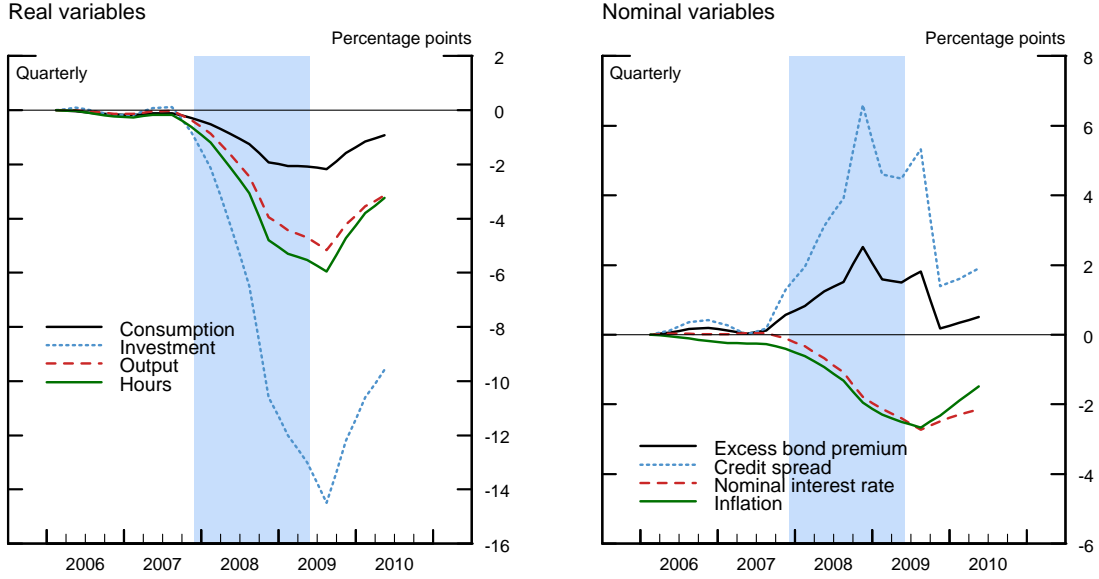 Real variables
Percentage points
Quarterly
2
0
-2
-4
-6
-8
-10
-12
-14
-16
Consumption
Investment
Output
Hours
2006
2007
2008
2009
2010
Nominal variables
Percentage points
Quarterly
8
6
4
2
0
-2
-4
-6
Excess bond premium
Credit spread
Nominal interest rate
Inflation
2006
2007
2008
2009
2010